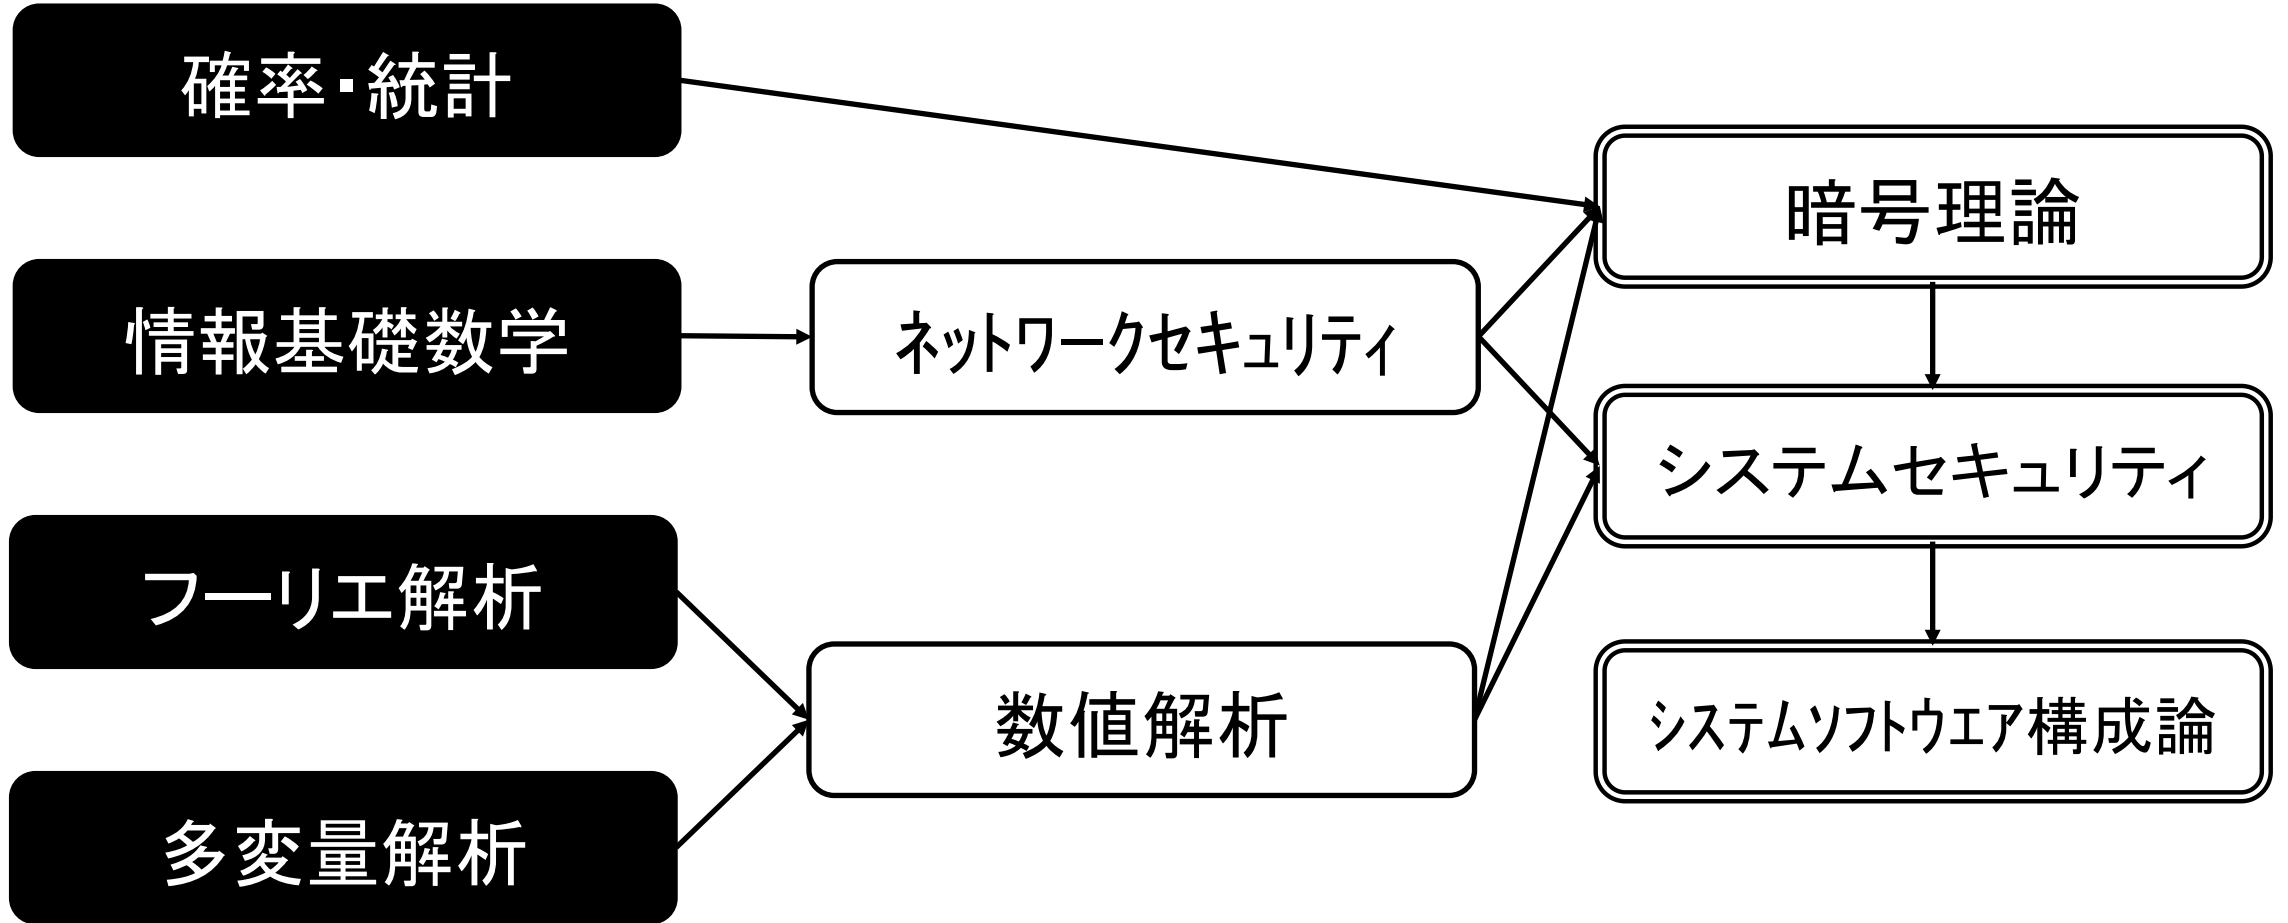 確率・統計
情報基礎数学
フーリエ解析
多変量解析
ネットワークセキュリティ
数値解析
暗号理論
システムセキュリティ
システムソフトウエア構成論